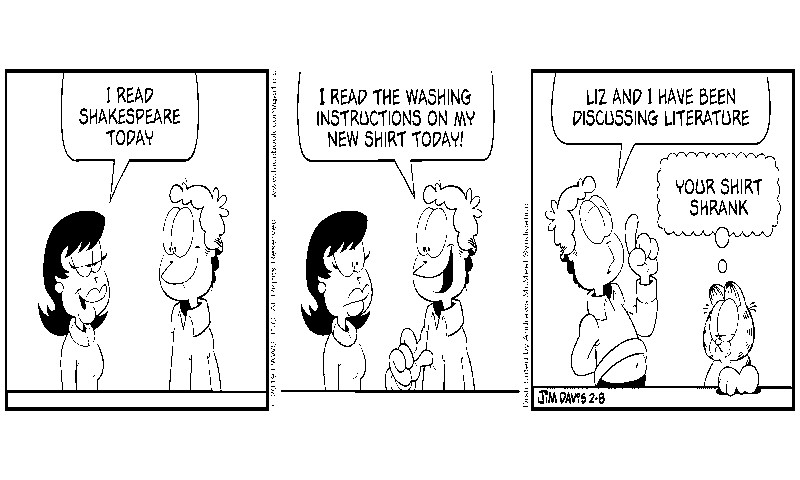 I READ
SHAKESPEARE
TODAY
I READ THE WASHING
INSTRUCTIONS ON MY
NEW SHIRT TODAY!
LIZ AND I HAVE BEEN
DISCUSSING LITERATURE
YOUR SHIRT
SHRANK
JIM DAVIS 2-8